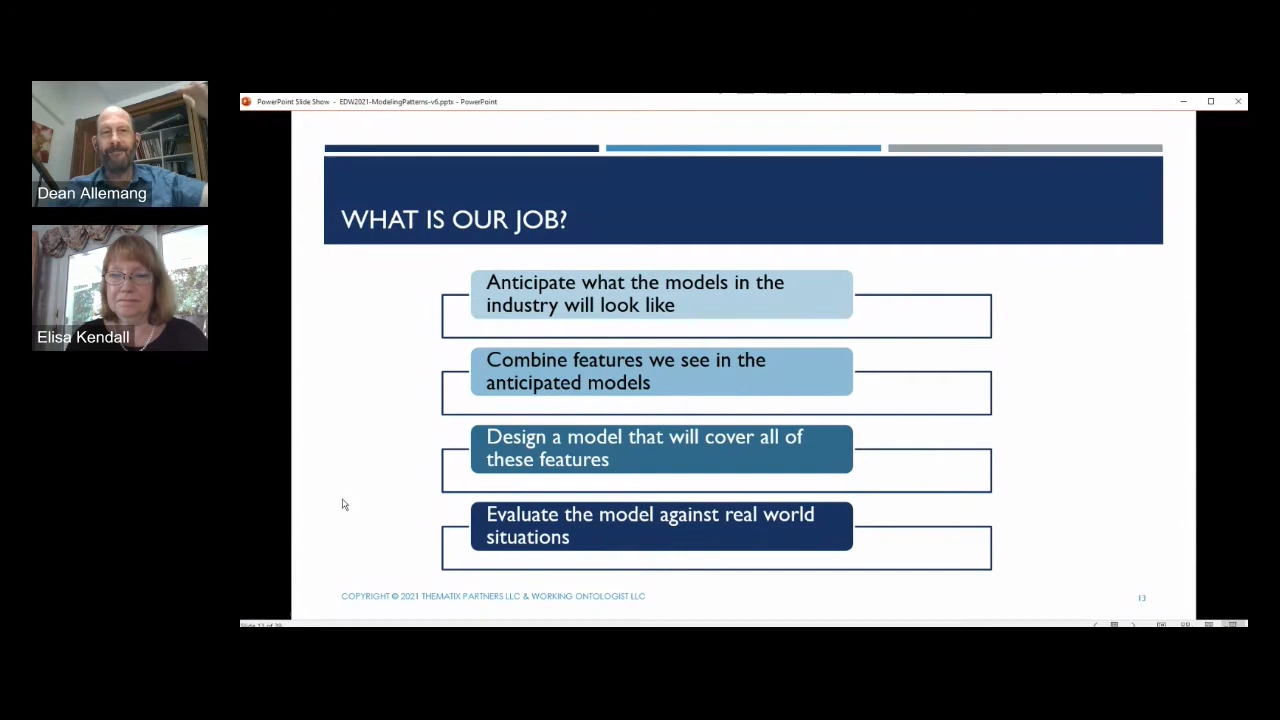 PowerPoint Slide Show - EDW2021-ModelingPatterns-v6.pptx - PowerPoint
Dean Allemang
Elisa Kendall
WHAT IS OUR JOB?
Anticipate what the models in the
industry will look like
Combine features we see in the
anticipated models
Design a model that will cover all of
these features
Evaluate the model against real world
situations
COPYRIGHT © 2021 THEMATIX PARTNERS LLC & WORKING ONTOLOGIST LLC
13